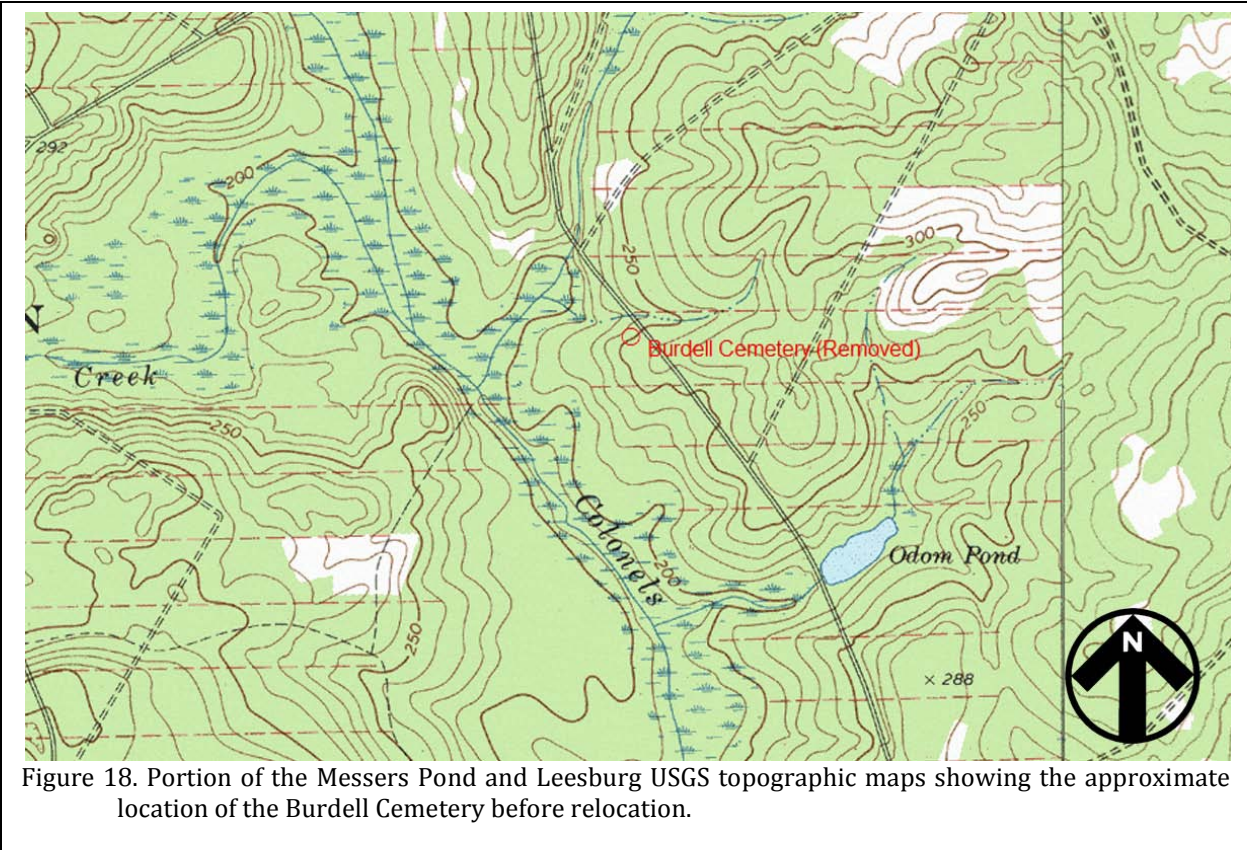 292
200
250
300
N
Burdell Cemetery (Removed)
Creek
250
250
Colonels
200
Odom Pond
250
× 288
N
Figure 18. Portion of the Messers Pond and Leesburg USGS topographic maps showing the approximate
location of the Burdell Cemetery before relocation.